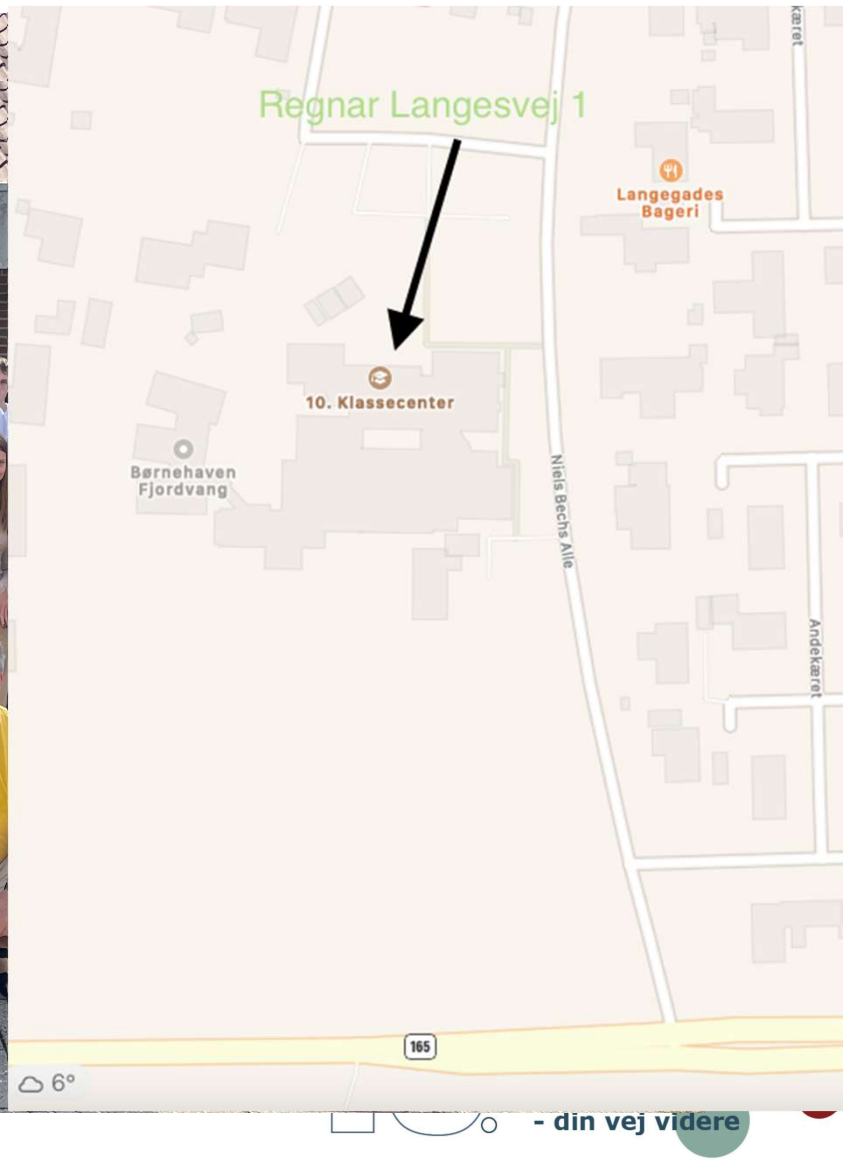 kæret
Regnar Langesvej 1
Langegades
Bageri
10. Klassecenter
Børnehaven
Fjordvang
Niels Bechs Alle
Andekæret
165
6°
- din vej videre